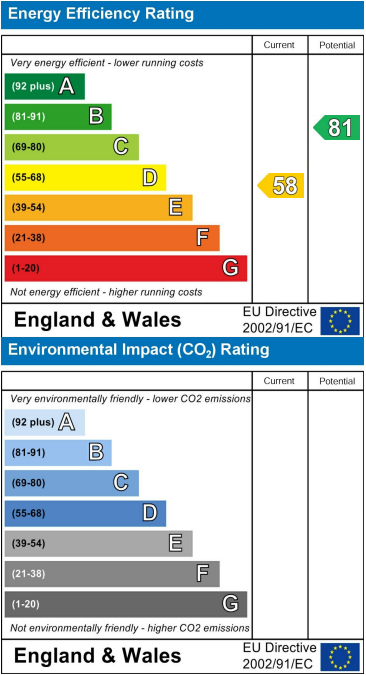 Energy Efficiency Rating
Current Potential
Very energy efficient - lower running costs
(92 plus) A
(81-91) B
81
(69-80) C
(55-68) D
58
(39-54) E
(21-38) F
(1-20) G
Not energy efficient - higher running costs
England & Wales
EU Directive
2002/91/EC
Environmental Impact (CO₂) Rating
Current Potential
Very environmentally friendly - lower CO2 emissions
(92 plus) A
(81-91) B
(69-80) C
(55-68) D
(39-54) E
(21-38) F
(1-20) G
Not environmentally friendly - higher CO2 emissions
England & Wales
EU Directive
2002/91/EC